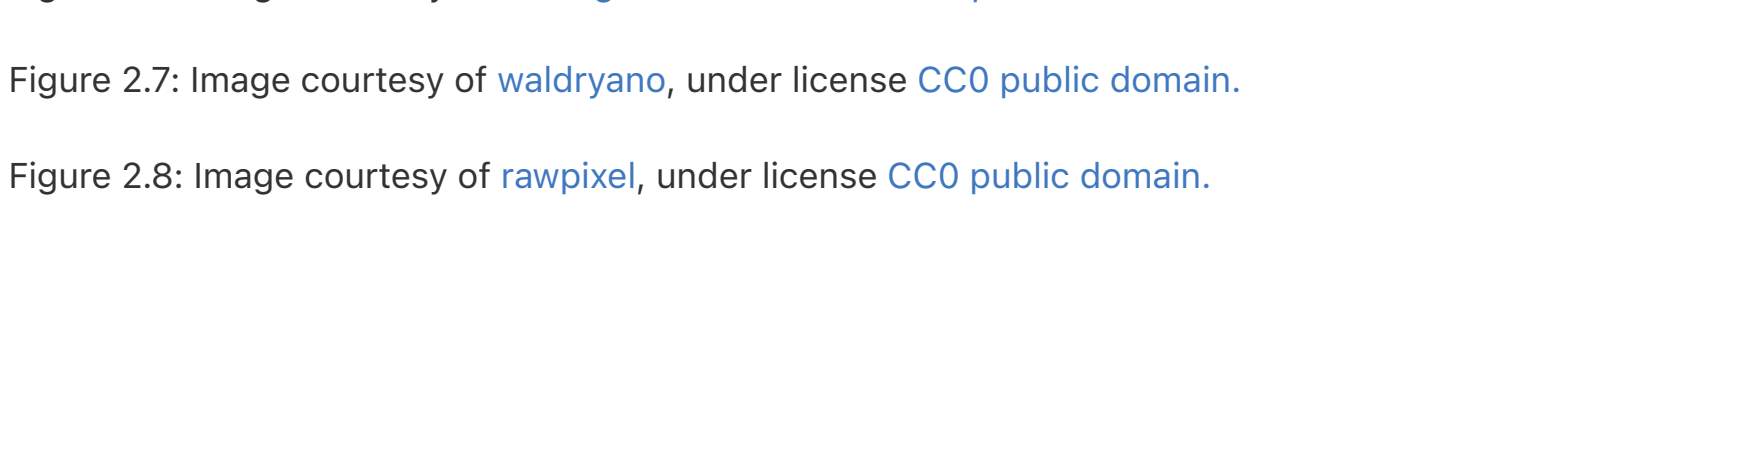 Figure 2.7: Image courtesy of waldryano, under license CC0 public domain.
Figure 2.8: Image courtesy of rawpixel, under license CC0 public domain.